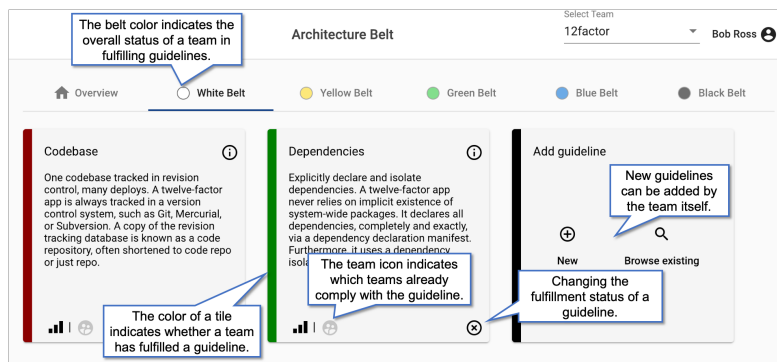 The belt color indicates the
overall status of a team in
fulfilling guidelines.
Architecture Belt
Select Team
12factor
Bob Ross
Overview
White Belt
Yellow Belt
Green Belt
Blue Belt
Black Belt
Codebase
One codebase tracked in revision
control, many deploys. A twelve-factor
app is always tracked in a version
control system, such as Git, Mercurial,
or Subversion. A copy of the revision
tracking database is known as a code
repository, often shortened to code repo
or just repo.
The color of a tile
indicates whether a team
has fulfilled a guideline.
Dependencies
Explicitly declare and isolate
dependencies. A twelve-factor app
never relies on implicit existence of
system-wide packages. It declares all
dependencies, completely and exactly,
via a dependency declaration manifest.
Furthermore, it uses a dependency
The team icon indicates
which teams already
comply with the guideline.
Add guideline
New guidelines
can be added by
the team itself.
New
Browse existing
Changing the
fulfillment status of a
guideline.